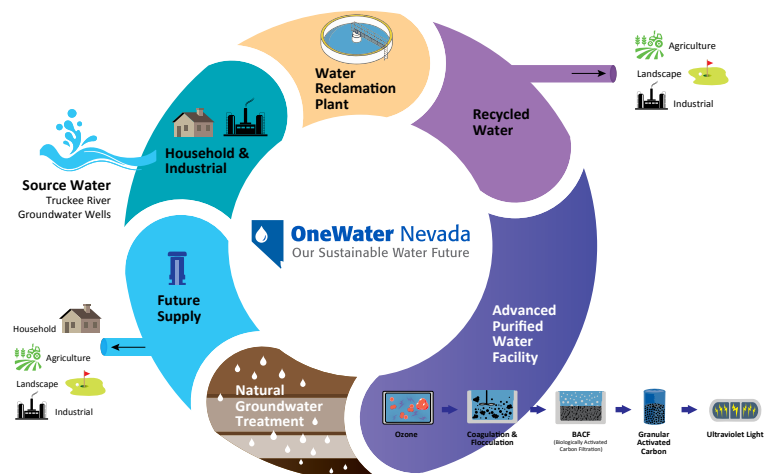 Water
Reclamation
Plant
Recycled
Water
Agriculture
Landscape
Industrial
Household &
Industrial
Source Water
Truckee River
Groundwater Wells
OneWater Nevada
Our Sustainable Water Future
Future
Supply
Household
Agriculture
Landscape
Industrial
Natural
Groundwater
Treatment
Advanced
Purified
Water
Facility
Ozone
Coagulation &
Flocculation
BACF
(Biologically Activated
Carbon Filtration)
Granular
Activated
Carbon
Ultraviolet Light